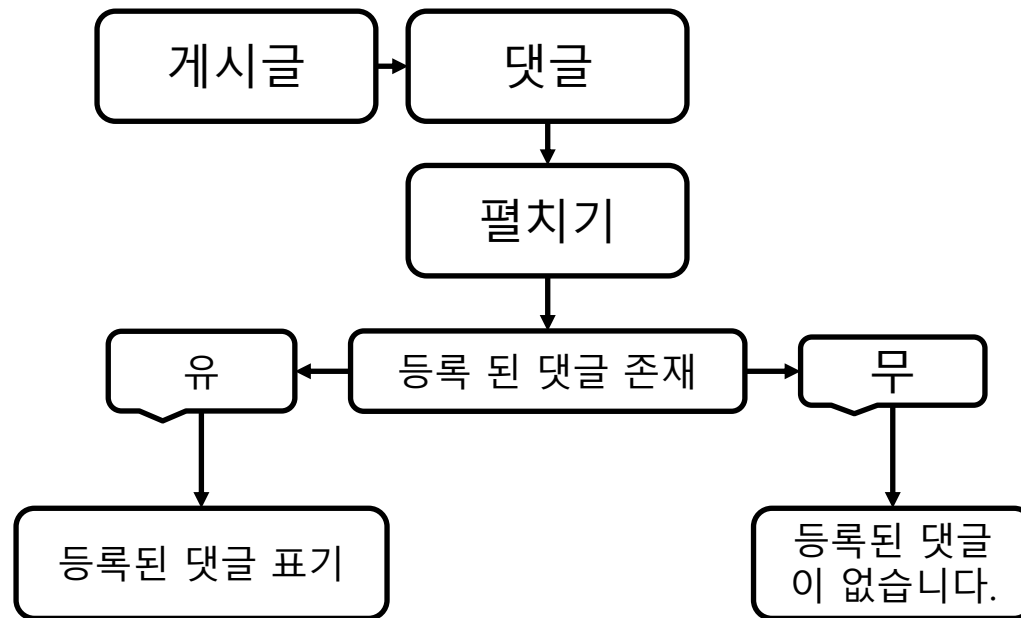 게시글
댓글
펼치기
유
등록 된 댓글 존재
무
등록된 댓글 표기
등록된 댓글
이 없습니다.